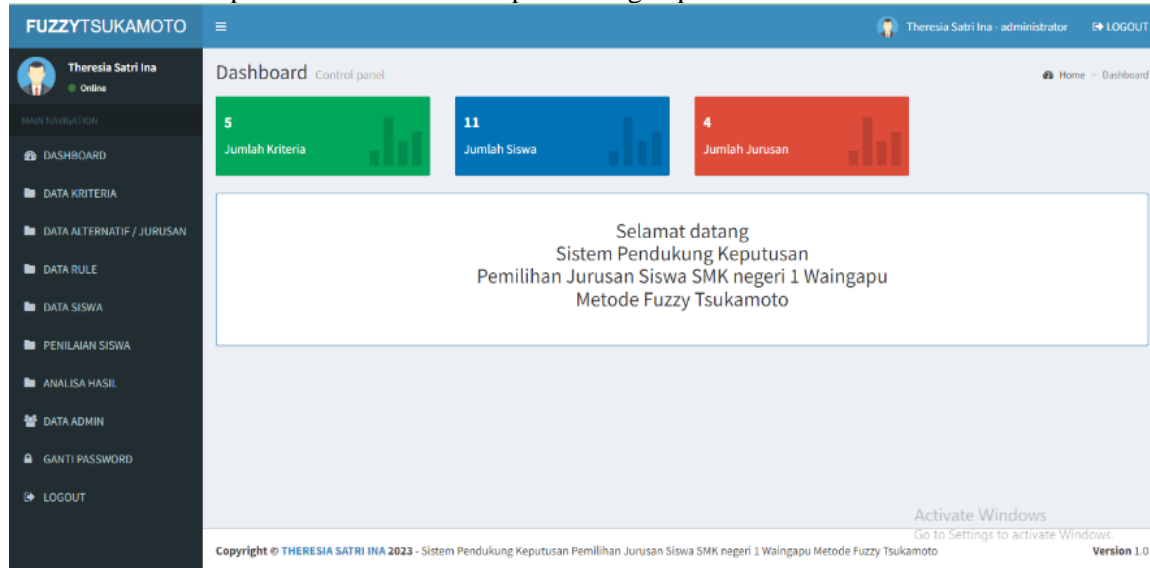 FUZZYTSUKAMOTO
Theresia Satri Ina - administrator LOGOUT
Theresia Satri Ina
Online
MAIN NAVIGATION
DASHBOARD
DATA KRITERIA
DATA ALTERNATIF / JURUSAN
DATA RULE
DATA SISWA
PENILAIAN SISWA
ANALISA HASIL
DATA ADMIN
GANTI PASSWORD
LOGOUT
Dashboard Control panel
Home > Dashboard
5
Jumlah Kriteria
11
Jumlah Siswa
4
Jumlah Jurusan
Selamat datang
Sistem Pendukung Keputusan
Pemilihan Jurusan Siswa SMK negeri 1 Waingapu
Metode Fuzzy Tsukamoto
Activate Windows
Go to Settings to activate Windows.
Copyright © THERESIA SATRI INA 2023 - Sistem Pendukung Keputusan Pemilihan Jurusan Siswa SMK negeri 1 Waingapu Metode Fuzzy Tsukamoto
Version 1.0